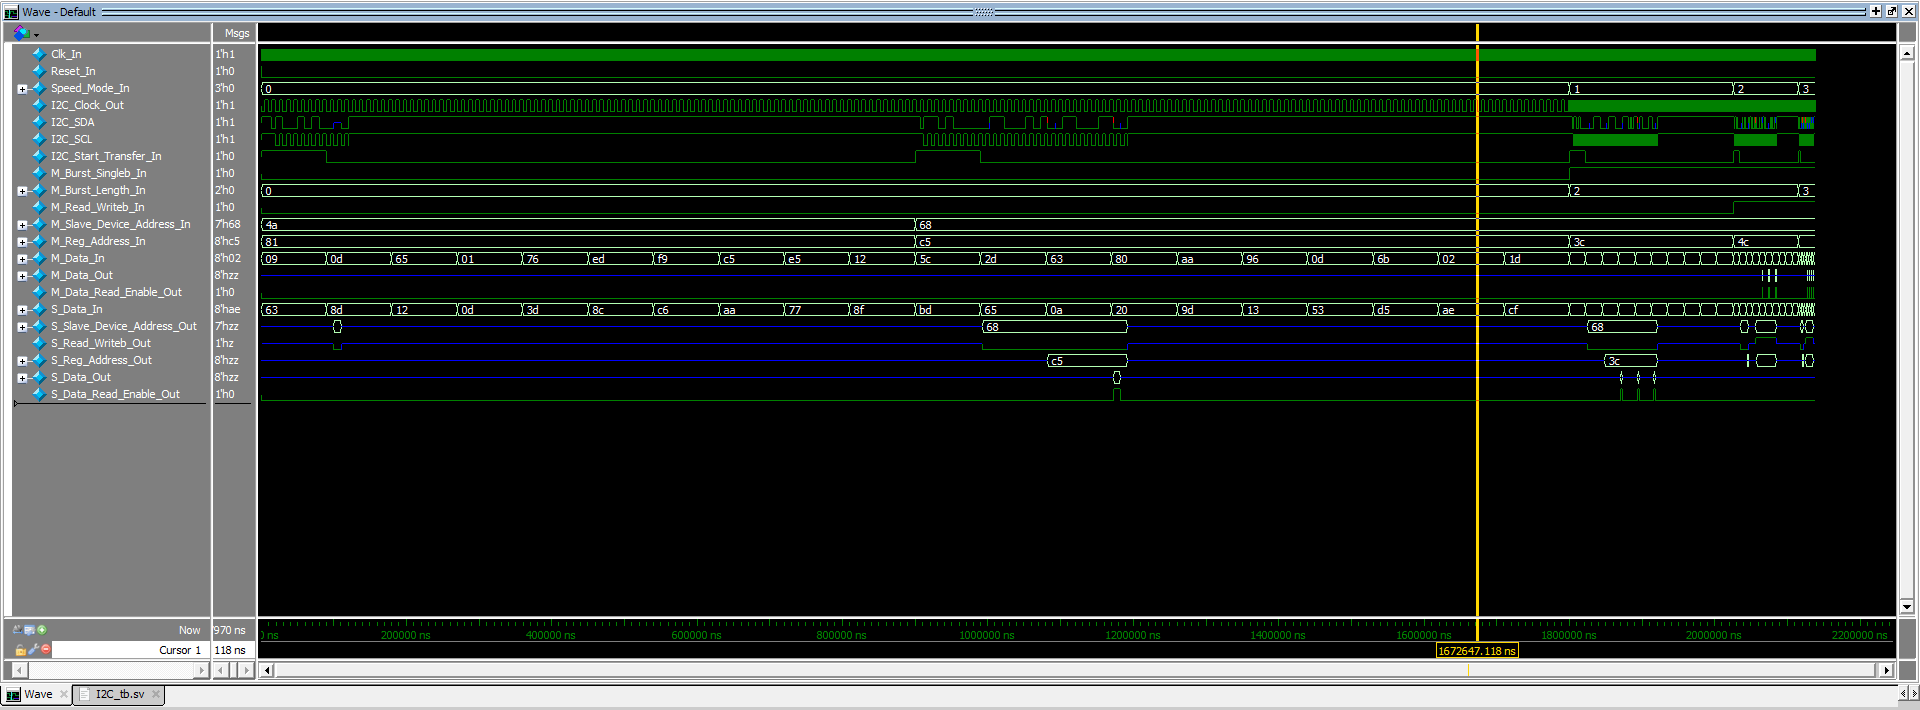 Wave - Default
Msgs
Clk_In 1'h1
Reset_In 1'h0
Speed_Mode_In 3'h0 0 1 2 3
I2C_Clock_Out 1'h1
I2C_SDA 1'h1
I2C_SCL 1'h1
I2C_Start_Transfer_In 1'h0
M_Burst_Singleb_In 1'h0
M_Burst_Length_In 2'h0 0 2 3
M_Read_Writeb_In 1'h0
M_Slave_Device_Address_In 7'h68 4a 68
M_Reg_Address_In 8'hc5 81 c5 3c 4c
M_Data_In 8'h02 09 0d 65 01 76 ed f9 c5 e5 12 5c 2d 63 80 aa 96 0d 6b 02 1d
M_Data_Out 8'hzz
M_Data_Read_Enable_Out 1'h0
S_Data_In 8'hae 63 8d 12 0d 3d 8c c6 aa 77 8f bd 65 0a 20 9d 13 53 d5 ae cf
S_Slave_Device_Address_Out 7'hzz 68 68
S_Read_Writeb_Out 1'hz
S_Reg_Address_Out 8'hzz c5 3c
S_Data_Out 8'hzz
S_Data_Read_Enable_Out 1'h0
Now 970 ns ns 200000 ns 400000 ns 600000 ns 800000 ns 1000000 ns 1200000 ns 1400000 ns 1600000 ns 1800000 ns 2000000 ns 2200000 ns
Cursor 1 118 ns 1672647.118 ns
Wave I2C_tb.sv